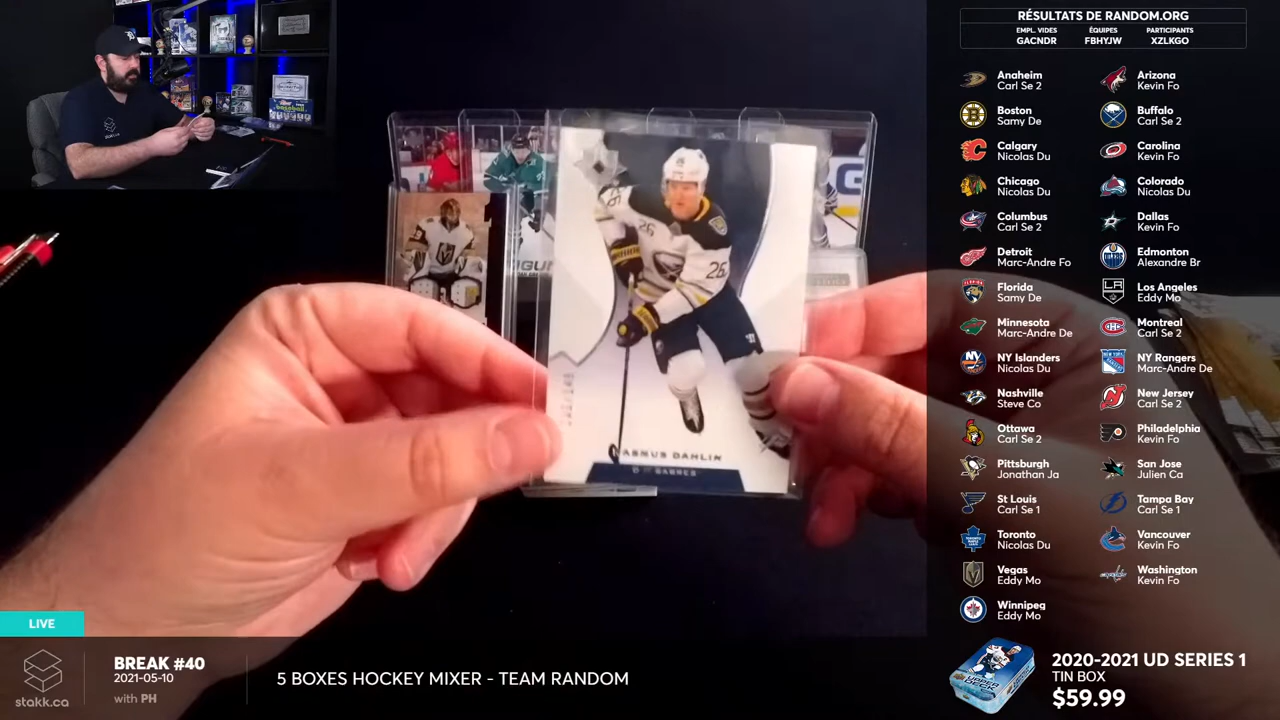 RÉSULTATS DE RANDOM.ORG
EMPL. VIDES ÉQUIPES PARTICIPANTS
GACNDR FBHYJW XZLKGO
Anaheim Arizona
Carl Se 2 Kevin Fo
Boston Buffalo
Samy De Carl Se 2
Calgary Carolina
Nicolas Du Kevin Fo
Chicago Colorado
Nicolas Du Nicolas Du
Columbus Dallas
Carl Se 2 Kevin Fo
Detroit Edmonton
Marc-Andre Fo Alexandre Br
Florida Los Angeles
Samy De Eddy Mo
Minnesota Montreal
Marc-Andre De Carl Se 2
NY Islanders NY Rangers
Nicolas Du Marc-Andre De
Nashville New Jersey
Steve Co Carl Se 2
Ottawa Philadelphia
Carl Se 2 Kevin Fo
Pittsburgh San Jose
Jonathan Ja Julien Ca
St Louis Tampa Bay
Carl Se 1 Carl Se 1
Toronto Vancouver
Nicolas Du Kevin Fo
Vegas Washington
Eddy Mo Kevin Fo
Winnipeg
Eddy Mo
26
26
RASMUS DAHLIN
D SABRES
LIVE
stakk.ca
BREAK #40
2021-05-10
with PH
5 BOXES HOCKEY MIXER - TEAM RANDOM
2020-2021 UD SERIES 1
TIN BOX
$59.99